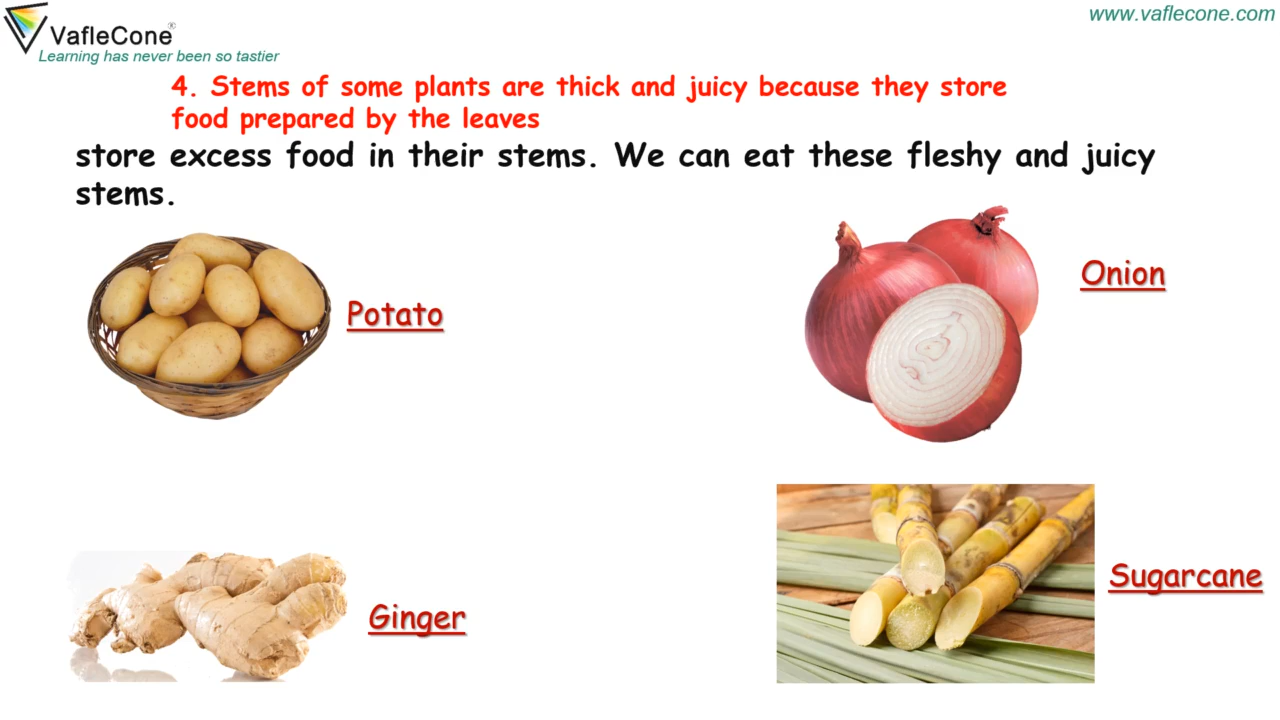 VafleCone®
Learning has never been so tastier
www.vaflecone.com
4. Stems of some plants are thick and juicy because they store
food prepared by the leaves
store excess food in their stems. We can eat these fleshy and juicy
stems.
Potato
Onion
Ginger
Sugarcane